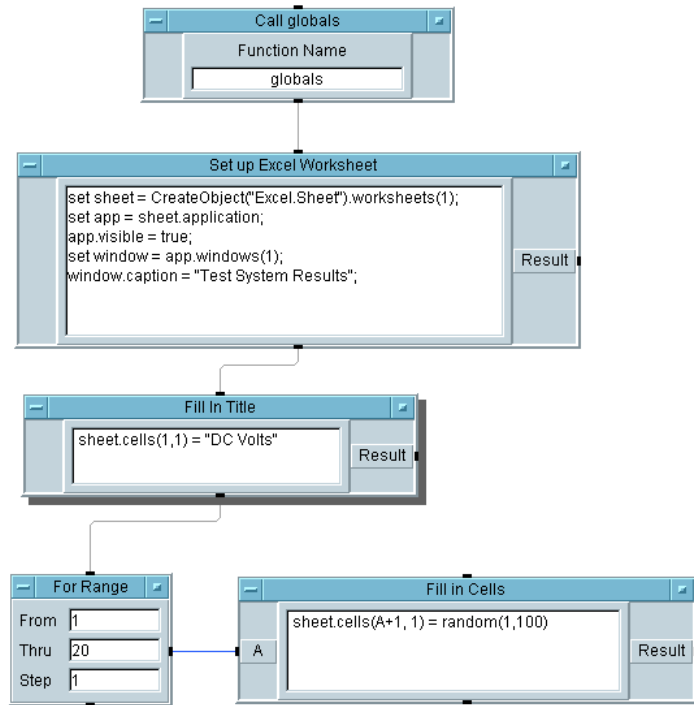 Call globals
Function Name
globals
Set up Excel Worksheet
set sheet = CreateObject("Excel.Sheet").worksheets(1);
set app = sheet.application;
app.visible = true;
set window = app.windows(1);
window.caption = "Test System Results";
Result
Fill In Title
sheet.cells(1,1) = "DC Volts"
Result
For Range
From 1
Thru 20
Step 1
Fill in Cells
A
sheet.cells(A+1, 1) = random(1,100)
Result